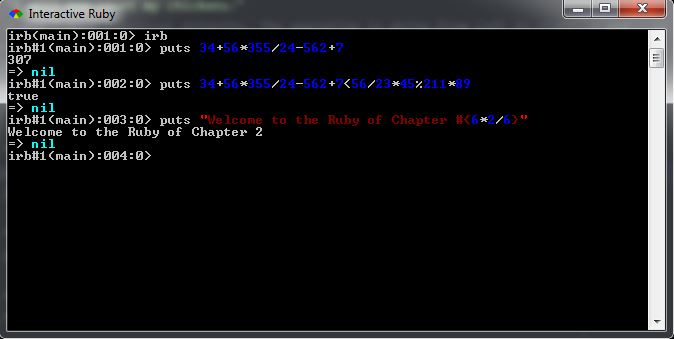 Interactive Ruby
irb(main):001:0> irb
irb#1(main):001:0> puts 34+56*355/24-562+7
307
=> nil
irb#1(main):002:0> puts 34+56*355/24-562+7<56/23*45%211*89
true
=> nil
irb#1(main):003:0> puts "Welcome to the Ruby of Chapter #{6*2/6}"
Welcome to the Ruby of Chapter 2
=> nil
irb#1(main):004:0>